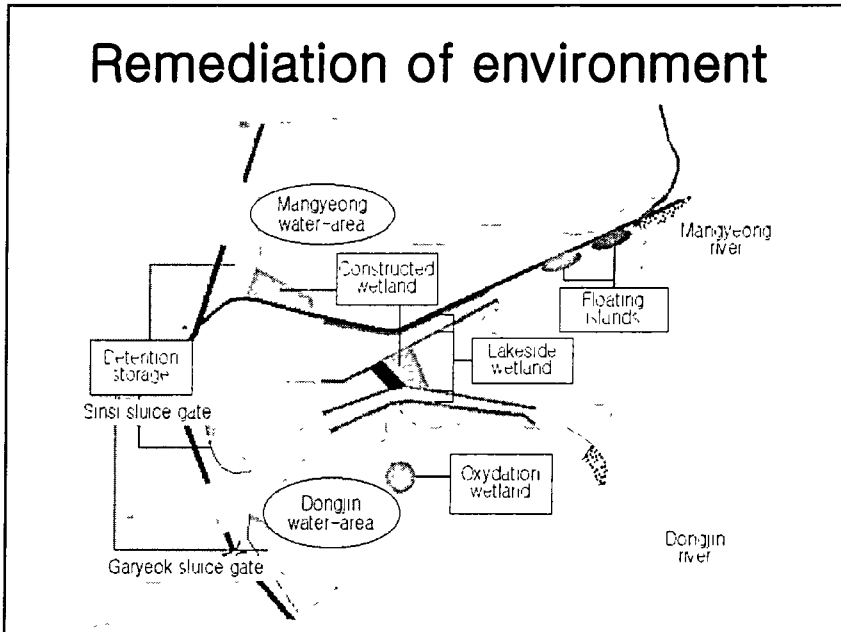 Remediation of environment
Mangyeong
water-area
Mangyeong
river
Constructed
wetland
Floating
islands
Detention
storage
Lakeside
wetland
Sinsi sluice gate
Oxydation
wetland
Dongjin
water-area
Dongjin
river
Garyeok sluice gate